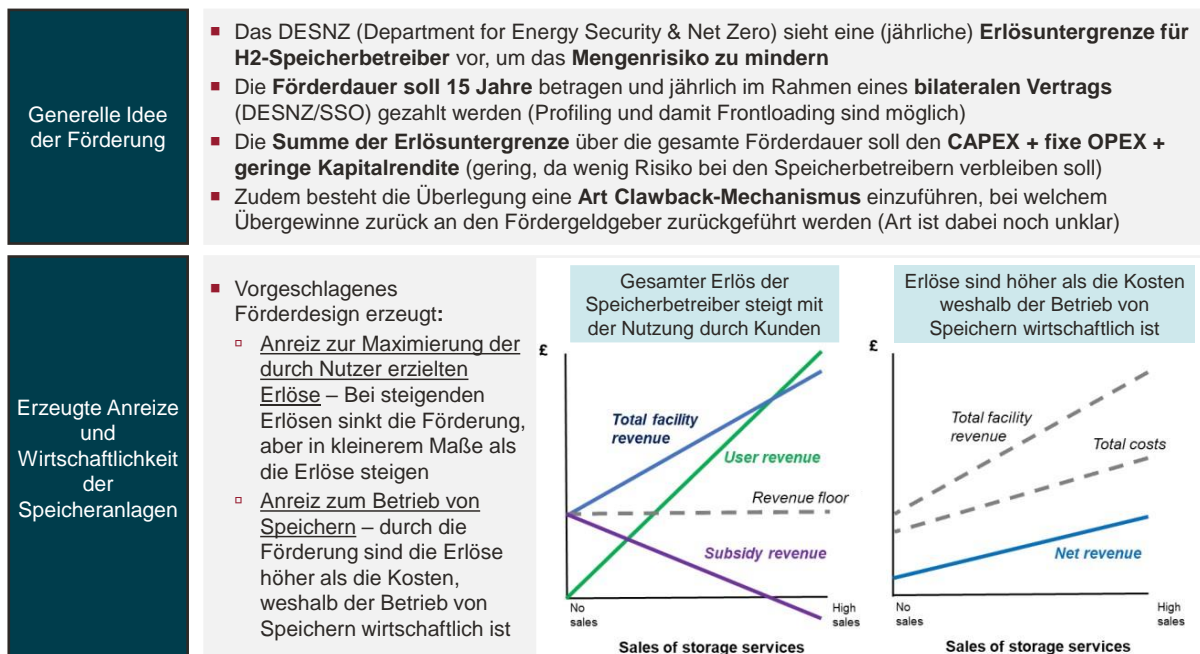 Generelle Idee
der Förderung
▪ Das DESNZ (Department for Energy Security & Net Zero) sieht eine (jährliche) Erlösuntergrenze für
H2-Speicherbetreiber vor, um das Mengenrisiko zu mindern
▪ Die Förderdauer soll 15 Jahre betragen und jährlich im Rahmen eines bilateralen Vertrags
(DESNZ/SSO) gezahlt werden (Profiling und damit Frontloading sind möglich)
▪ Die Summe der Erlösuntergrenze über die gesamte Förderdauer soll den CAPEX + fixe OPEX +
geringe Kapitalrendite (gering, da wenig Risiko bei den Speicherbetreibern verbleiben soll)
▪ Zudem besteht die Überlegung eine Art Clawback-Mechanismus einzuführen, bei welchem
Übergewinne zurück an den Fördergeldgeber zurückgeführt werden (Art ist dabei noch unklar)
Erzeugte Anreize
und
Wirtschaftlichkeit
der
Speicheranlagen
▪ Vorgeschlagenes
Förderdesign erzeugt:
▫ Anreiz zur Maximierung der
durch Nutzer erzielten
Erlöse – Bei steigenden
Erlösen sinkt die Förderung,
aber in kleinerem Maße als
die Erlöse steigen
▫ Anreiz zum Betrieb von
Speichern – durch die
Förderung sind die Erlöse
höher als die Kosten,
weshalb der Betrieb von
Speichern wirtschaftlich ist
Gesamter Erlös der
Speicherbetreiber steigt mit
der Nutzung durch Kunden
£
Total facility
revenue
User revenue
Revenue floor
Subsidy revenue
No
sales
High
sales
Sales of storage services
Erlöse sind höher als die Kosten
weshalb der Betrieb von
Speichern wirtschaftlich ist
£
Total facility
revenue
Total costs
Net revenue
No
sales
High
sales
Sales of storage services